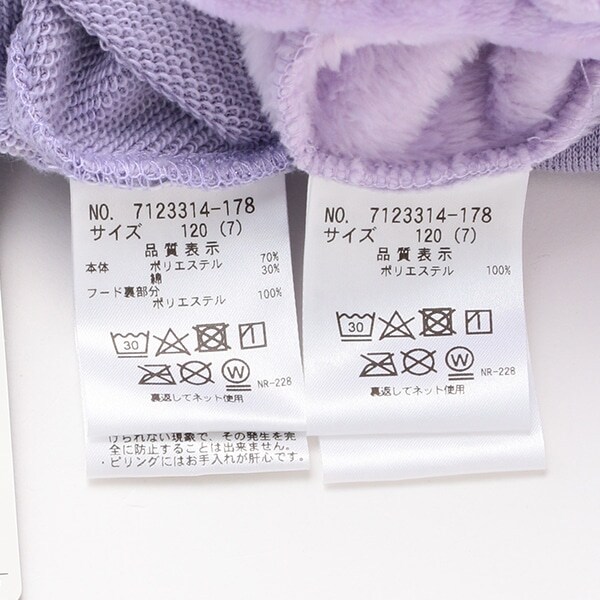 NO. 7123314-178
サイズ 120 (7)
品質表示
本体 ポリエステル 70%
綿 30%
フード裏部分
ポリエステル 100%
30
W
NR-228
裏返してネット使用
けられない現象で、その発生を完
全に防止することは出来ません。
・ピリングにはお手入れが肝心です。
NO. 7123314-178
サイズ 120 (7)
品質表示
ポリエステル 100%
30
W
NR-228
裏返してネット使用